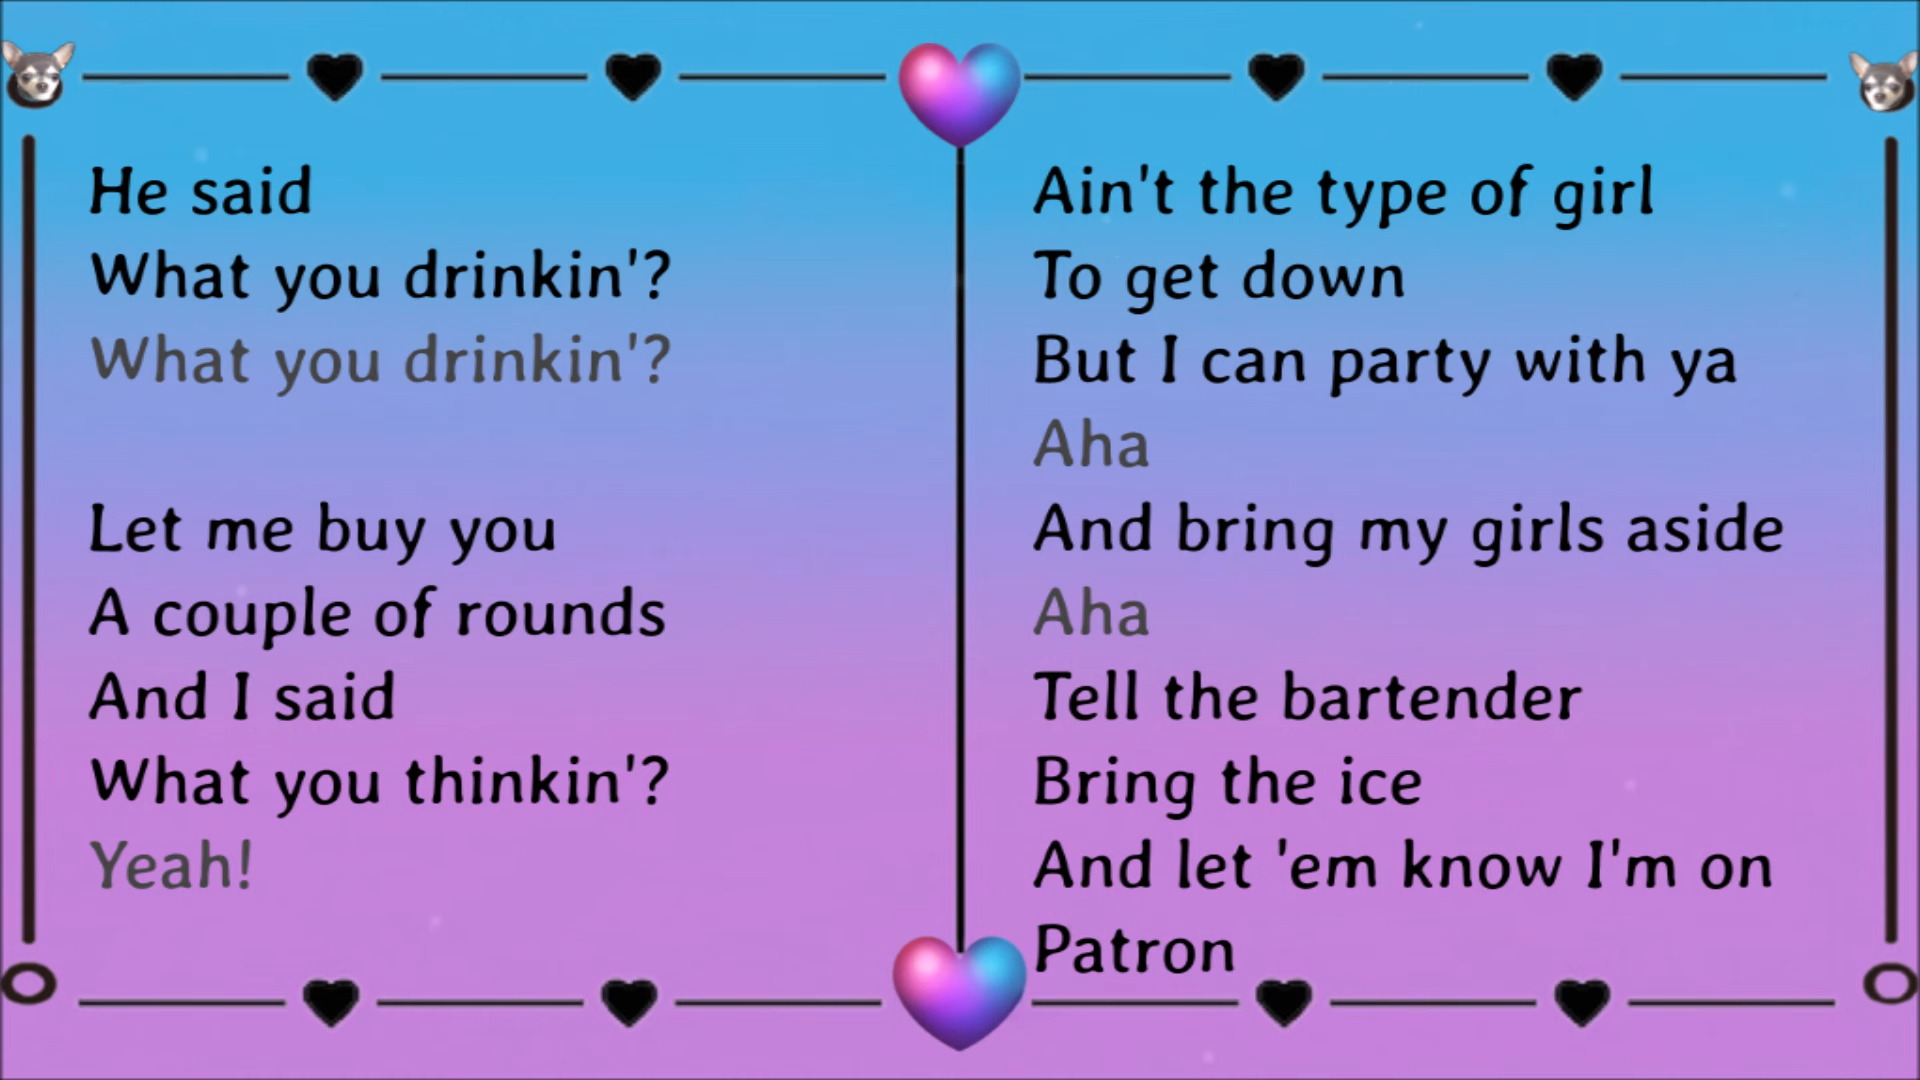 He said
What you drinkin'?
What you drinkin'?
Let me buy you
A couple of rounds
And I said
What you thinkin'?
Yeah!
Ain't the type of girl
To get down
But I can party with ya
Aha
And bring my girls aside
Aha
Tell the bartender
Bring the ice
And let 'em know I'm on
Patron